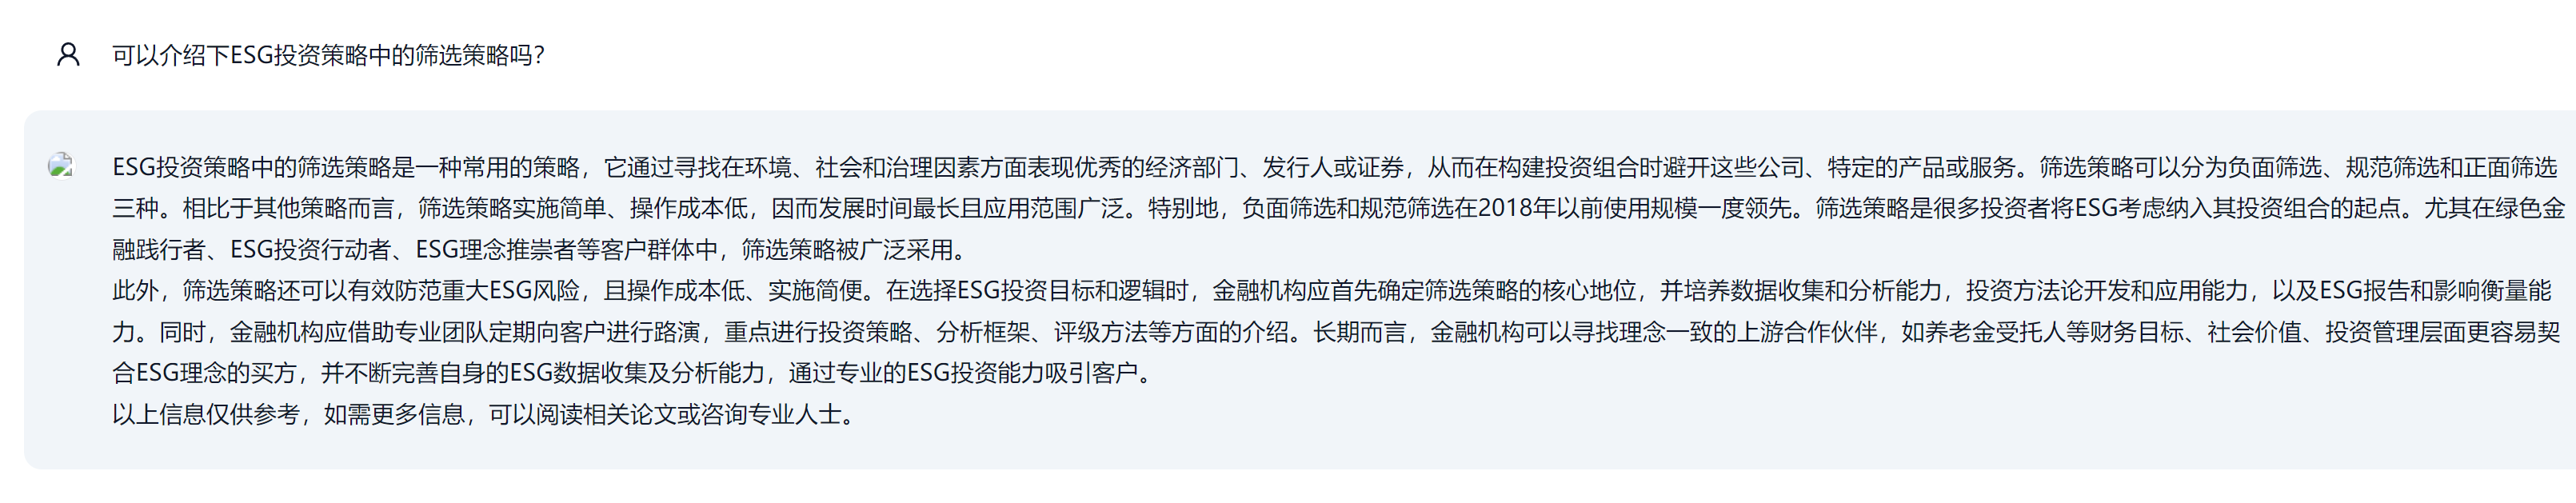 可以介绍下ESG投资策略中的筛选策略吗？
ESG投资策略中的筛选策略是一种常用的策略，它通过寻找在环境、社会和治理因素方面表现优秀的经济部门、发行人或证券，从而在构建投资组合时避开这些公司、特定的产品或服务。筛选策略可以分为负面筛选、规范筛选和正面筛选
三种。相比于其他策略而言，筛选策略实施简单、操作成本低，因而发展时间最长且应用范围广泛。特别地，负面筛选和规范筛选在2018年以前使用规模一度领先。筛选策略是很多投资者将ESG考虑纳入其投资组合的起点。尤其在绿色金
融践行者、ESG投资行动者、ESG理念推崇者等客户群体中，筛选策略被广泛采用。
此外，筛选策略还可以有效防范重大ESG风险，且操作成本低、实施简便。在选择ESG投资目标和逻辑时，金融机构应首先确定筛选策略的核心地位，并培养数据收集和分析能力，投资方法论开发和应用能力，以及ESG报告和影响衡量能
力。同时，金融机构应借助专业团队定期向客户进行路演，重点进行投资策略、分析框架、评级方法等方面的介绍。长期而言，金融机构可以寻找理念一致的上游合作伙伴，如养老金受托人等财务目标、社会价值、投资管理层面更容易契
合ESG理念的买方，并不断完善自身的ESG数据收集及分析能力，通过专业的ESG投资能力吸引客户。
以上信息仅供参考，如需更多信息，可以阅读相关论文或咨询专业人士。